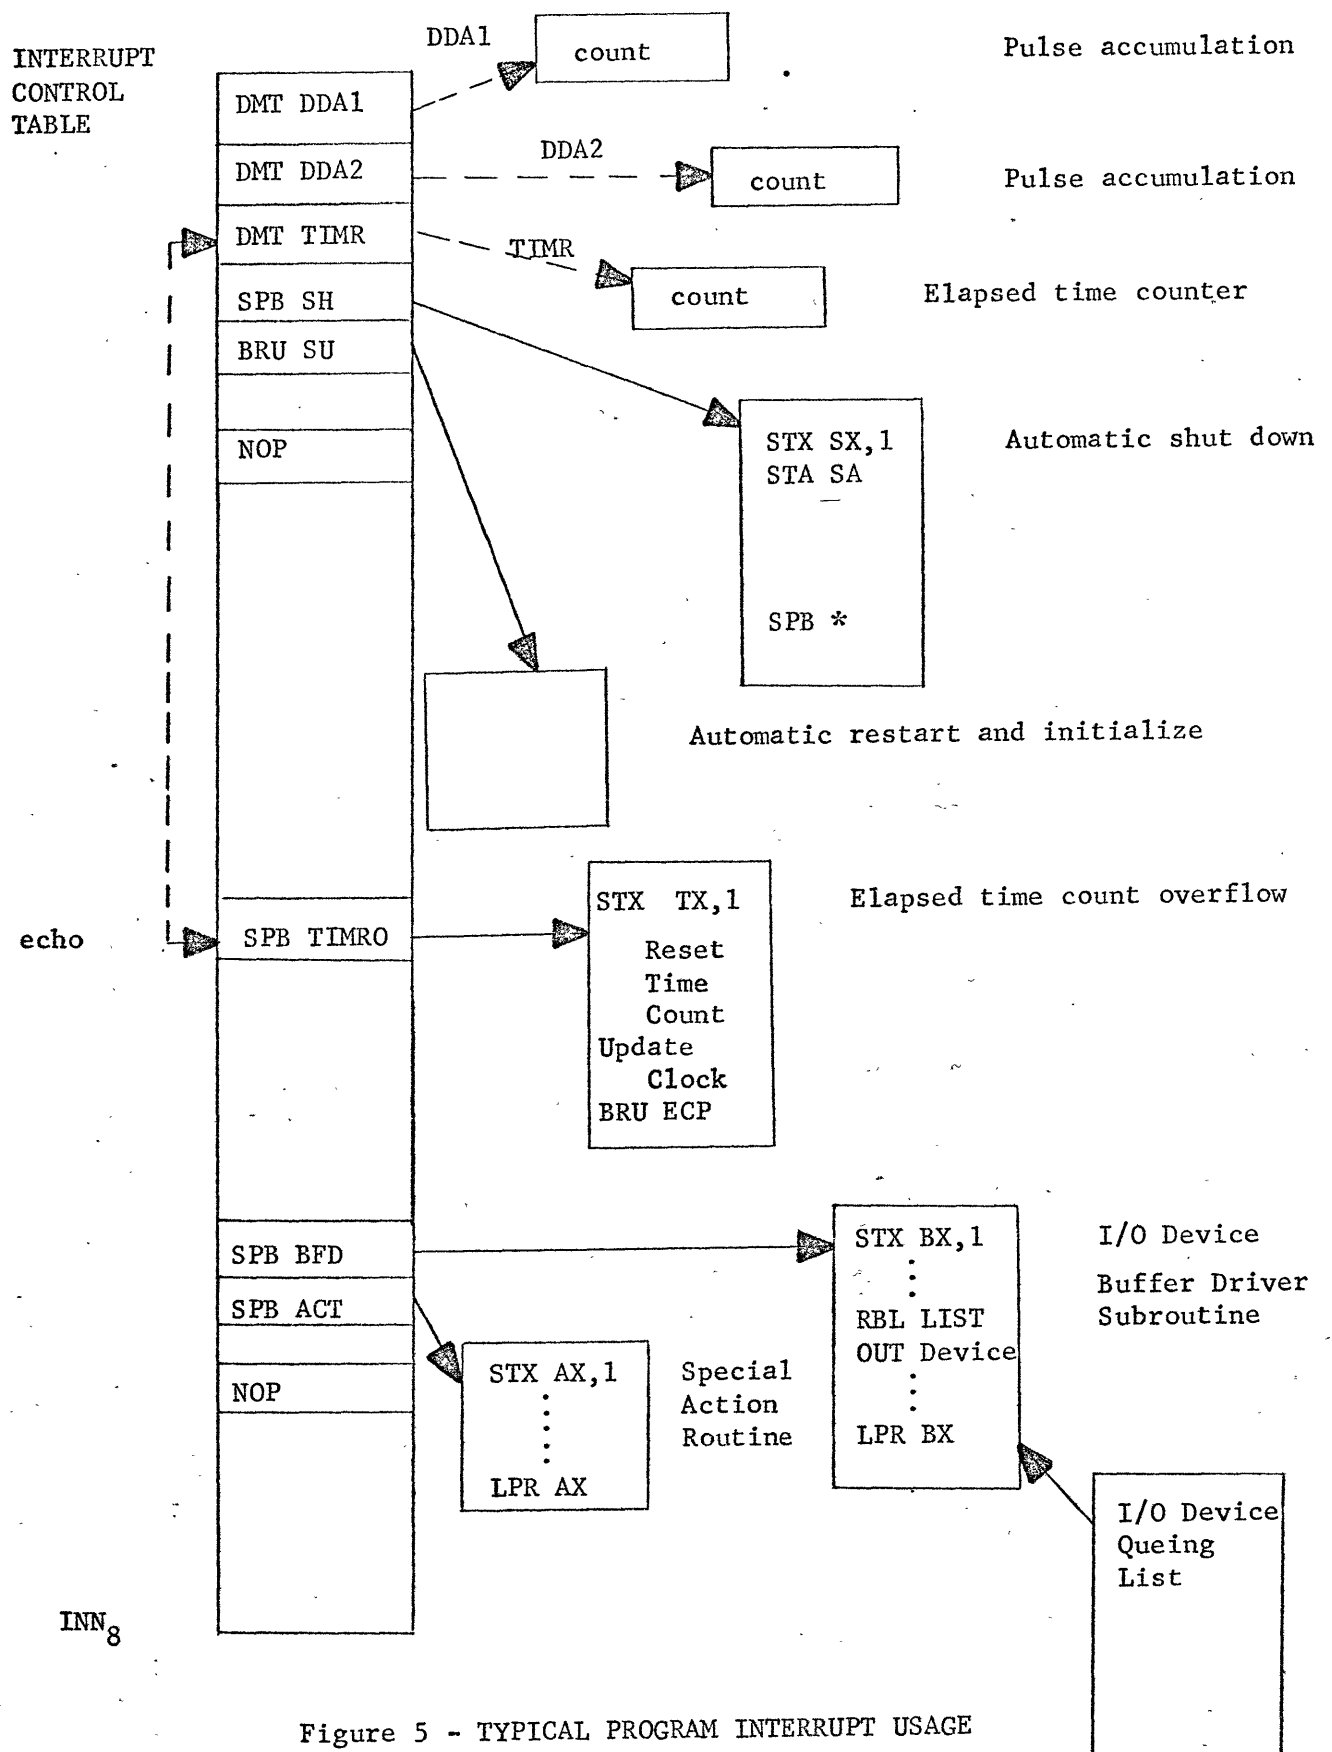 INTERRUPT
CONTROL
TABLE
DDA1
count
Pulse accumulation
DMT DDA1
DDA2
DMT DDA2
count
Pulse accumulation
DMT TIMR
TIMR
count
Elapsed time counter
SPB SH
BRU SU
NOP
STX SX,1
STA SA
SPB *
Automatic shut down
Automatic restart and initialize
echo
SPB TIMRO
STX TX,1
Reset
Time
Count
Update
Clock
BRU ECP
Elapsed time count overflow
SPB BFD
STX BX,1
RBL LIST
OUT Device
LPR BX
I/O Device
Buffer Driver
Subroutine
SPB ACT
NOP
STX AX,1
LPR AX
Special
Action
Routine
I/O Device
Queing
List
INN8
Figure 5 - TYPICAL PROGRAM INTERRUPT USAGE